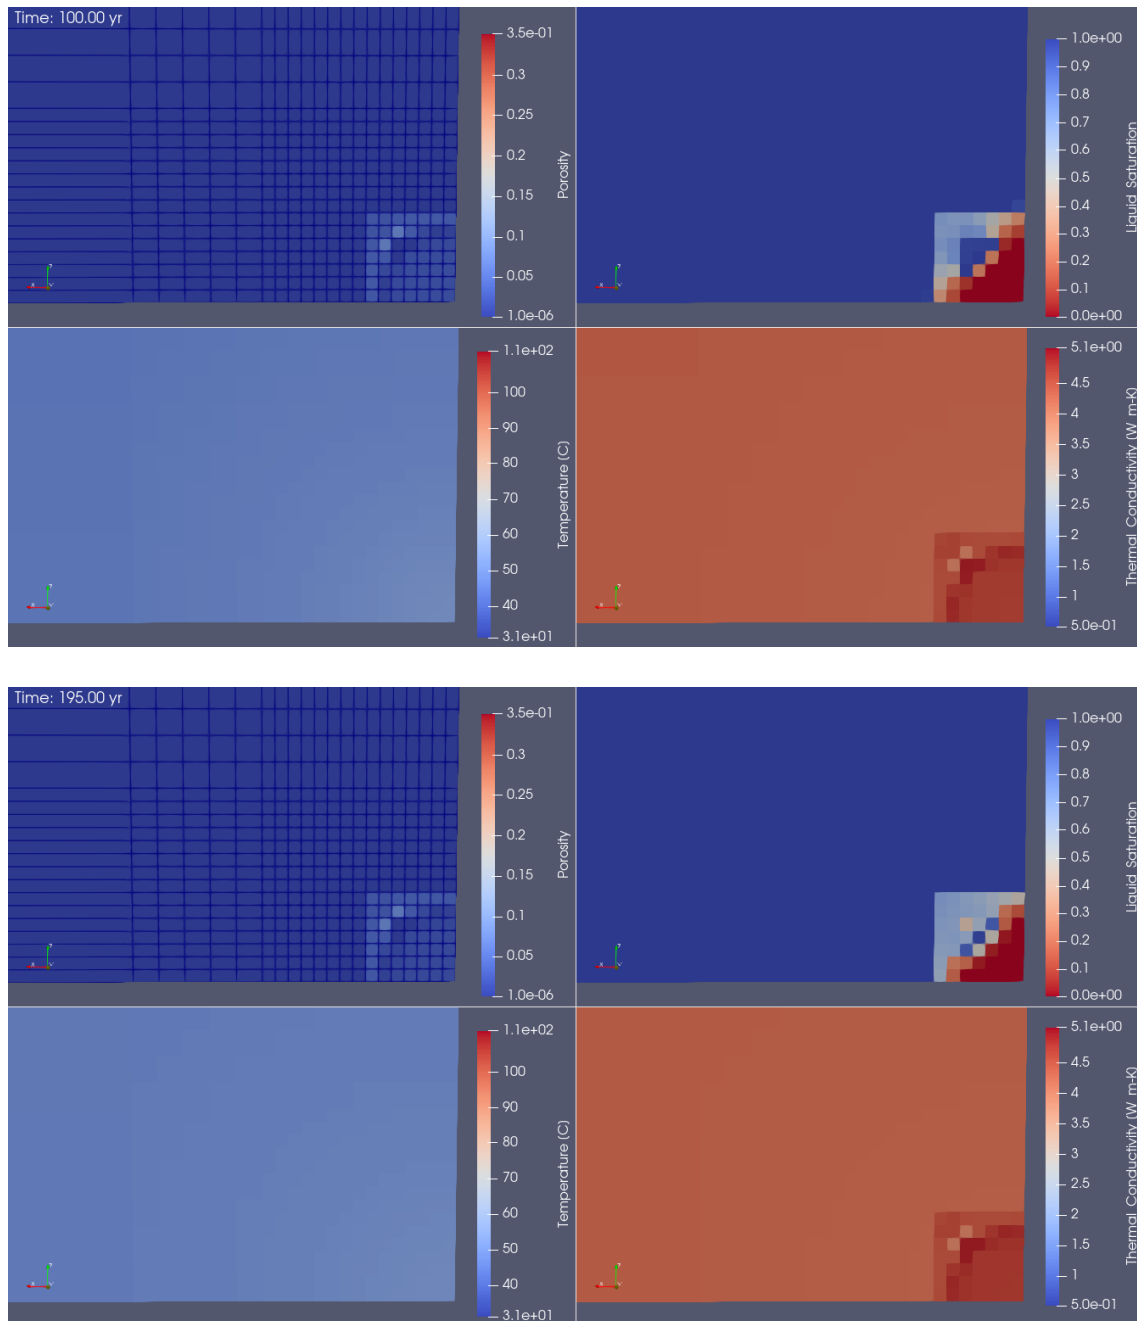 Time: 100.00 yr
3.5e-01
0.3
0.25
0.2
0.15
0.1
0.05
1.0e-06
Porosity
1.0e+00
0.9
0.8
0.7
0.6
0.5
0.4
0.3
0.2
0.1
0.0e+00
Liquid Saturation
1.1e+02
100
90
80
70
60
50
40
3.1e+01
Temperature (C)
5.1e+00
4.5
4
3.5
3
2.5
2
1.5
1
5.0e-01
Thermal Conductivity (W m-K)
Time: 195.00 yr
3.5e-01
0.3
0.25
0.2
0.15
0.1
0.05
1.0e-06
Porosity
1.0e+00
0.9
0.8
0.7
0.6
0.5
0.4
0.3
0.2
0.1
0.0e+00
Liquid Saturation
1.1e+02
100
90
80
70
60
50
40
3.1e+01
Temperature (C)
5.1e+00
4.5
4
3.5
3
2.5
2
1.5
1
5.0e-01
Thermal Conductivity (W m-K)